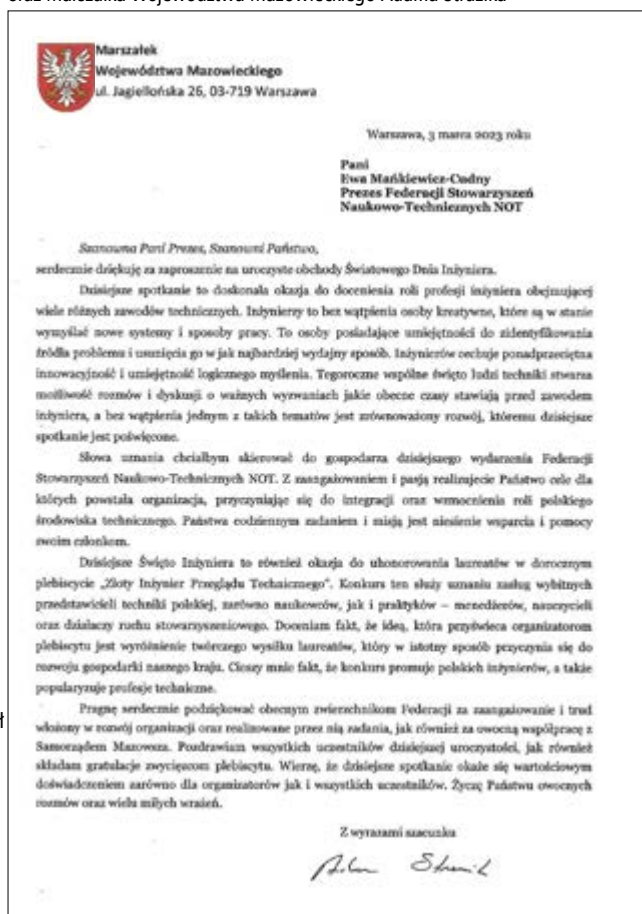 oraz marszałka Województwa Mazowieckiego Adama Struzika
Marszałek
Województwa Mazowieckiego
ul. Jagiellońska 26, 03-719 Warszawa
Warszawa, 3 marca 2023 roku
Pani
Ewa Mańkiewicz-Cudny
Prezes Federacji Stowarzyszeń
Naukowo-Technicznych NOT
Szanowna Pani Prezes, Szanowni Państwo,
serdecznie dziękuję za zaproszenie na uroczyste obchody Światowego Dnia Inżyniera.
Dzisiejsze spotkanie to doskonała okazja do docenienia roli profesji inżyniera obejmującej
wiele różnych zawodów technicznych. Inżynierzy to bez wątpienia osoby kreatywne, które są w stanie
wymyślać nowe systemy i sposoby pracy. To osoby posiadające umiejętności do zidentyfikowania
źródła problemu i usunięcia go w jak najbardziej wydajny sposób. Inżynierów cechuje ponadprzeciętna
innowacyjność i umiejętność logicznego myślenia. Tegoroczne wspólne święto ludzi techniki stwarza
możliwość rozmów i dyskusji o ważnych wyzwaniach jakie obecne czasy stawiają przed zawodem
inżyniera, a bez wątpienia jednym z takich tematów jest zrównoważony rozwój, któremu dzisiejsze
spotkanie jest poświęcone.
Słowa uznania chciałbym skierować do gospodarza dzisiejszego wydarzenia Federacji
Stowarzyszeń Naukowo-Technicznych NOT. Z zaangażowaniem i pasją realizujecie Państwo cele dla
których powstała organizacja, przyczyniając się do integracji oraz wzmocnienia roli polskiego
środowiska technicznego. Państwa codziennym zadaniem i misją jest niesienie wsparcia i pomocy
swoim członkom.
Dzisiejsze Święto Inżyniera to również okazja do uhonorowania laureatów w dorocznym
plebiscycie „Złoty Inżynier Przeglądu Technicznego”. Konkurs ten służy uznaniu zasług wybitnych
przedstawicieli techniki polskiej, zarówno naukowców, jak i praktyków – menedżerów, nauczycieli
oraz działaczy ruchu stowarzyszeniowego. Doceniam fakt, że ideą, która przyświeca organizatorom
plebiscytu jest wyróżnienie twórczego wysiłku laureatów, który w istotny sposób przyczynia się do
rozwoju gospodarki naszego kraju. Cieszy mnie fakt, że konkurs promuje polskich inżynierów, a także
popularyzuje profesje techniczne.
Pragnę serdecznie podziękować obecnym zwierzchnikom Federacji za zaangażowanie i trud
ł
włożony w rozwój organizacji oraz realizowane przez nią zadania, jak również za owocną współpracę z
Samorządem Mazowsza. Pozdrawiam wszystkich uczestników dzisiejszej uroczystości, jak również
składam gratulacje zwycięzcom plebiscytu. Wierzę, że dzisiejsze spotkanie okaże się wartościowym
doświadczeniem zarówno dla organizatorów jak i wszystkich uczestników. Życzę Państwu owocnych
rozmów oraz wielu miłych wrażeń.
Z wyrazami szacunku
Adam Struzik